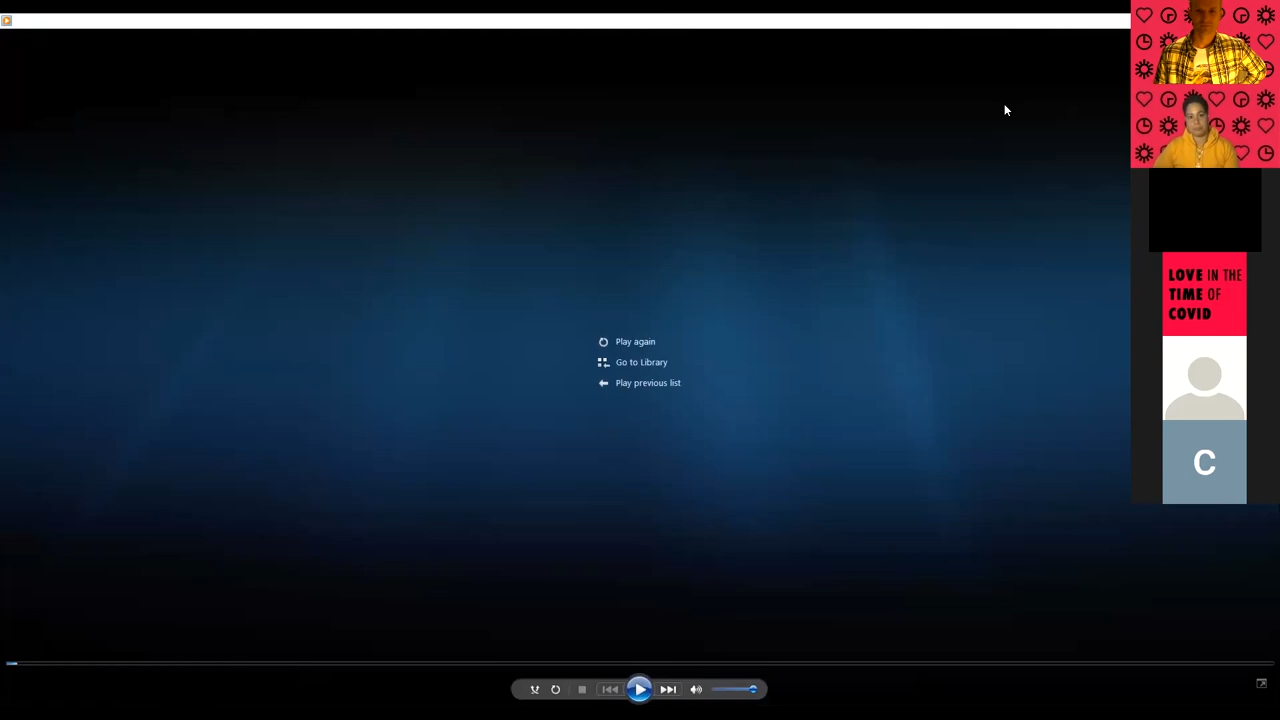 LOVE IN THE
TIME OF
COVID
Play again
Go to Library
Play previous list
C